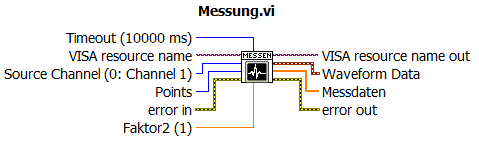 Messung.vi
Timeout (10000 ms)
VISA resource name
Source Channel (0: Channel 1)
Points
error in
Faktor2 (1)
MESSEN
VISA resource name out
Waveform Data
Messdaten
error out